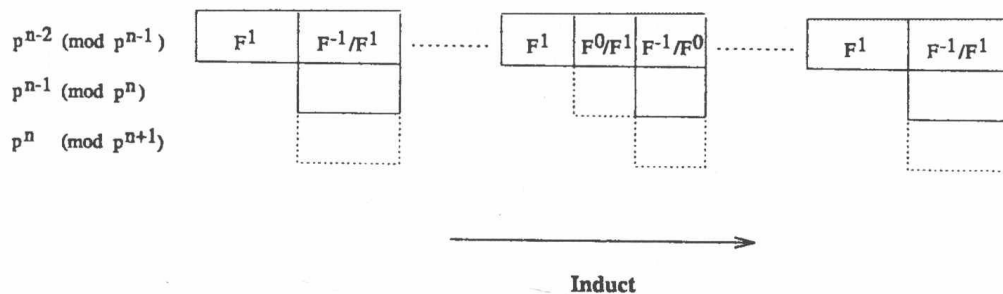 p^{n-2} (mod p^{n-1}) F^1 F^{-1}/F^1 ........ F^1 F^0/F^1 F^{-1}/F^0 ........ F^1 F^{-1}/F^1
p^{n-1} (mod p^n)
p^n (mod p^{n+1})
Induct